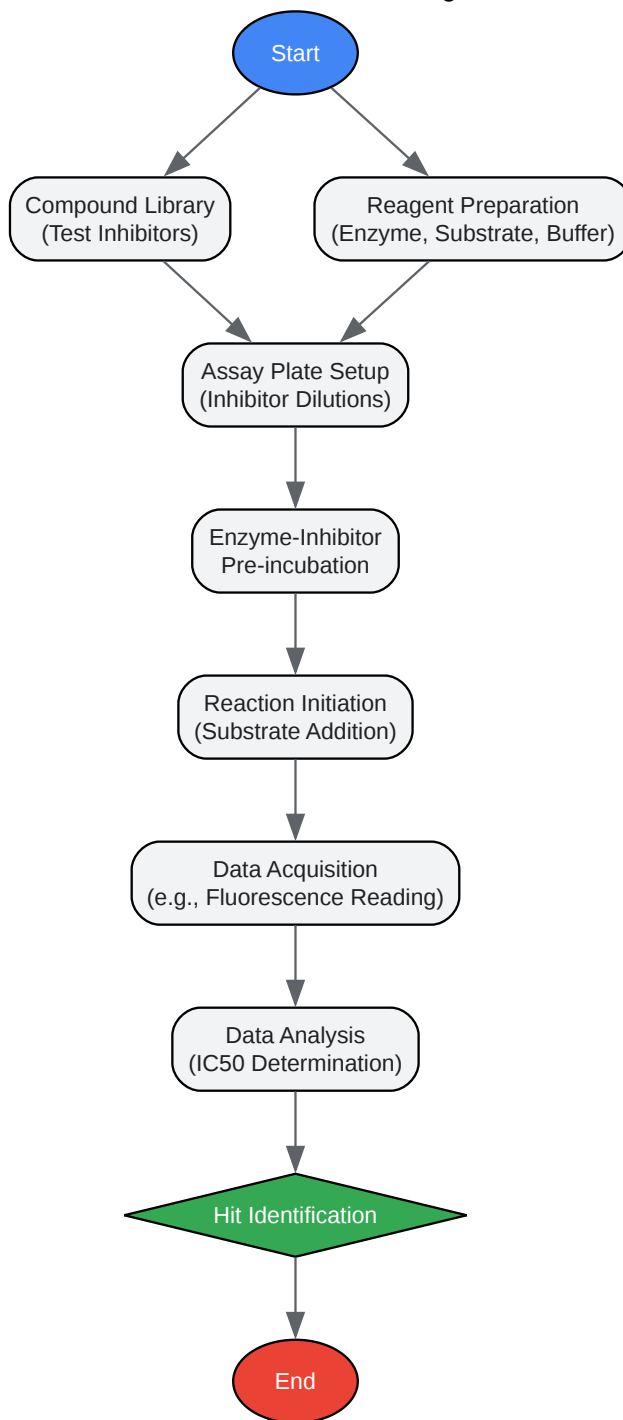 Start
Compound Library
(Test Inhibitors)
Reagent Preparation
(Enzyme, Substrate, Buffer)
Assay Plate Setup
(Inhibitor Dilutions)
Enzyme-Inhibitor
Pre-incubation
Reaction Initiation
(Substrate Addition)
Data Acquisition
(e.g., Fluorescence Reading)
Data Analysis
(IC50 Determination)
Hit Identification
End